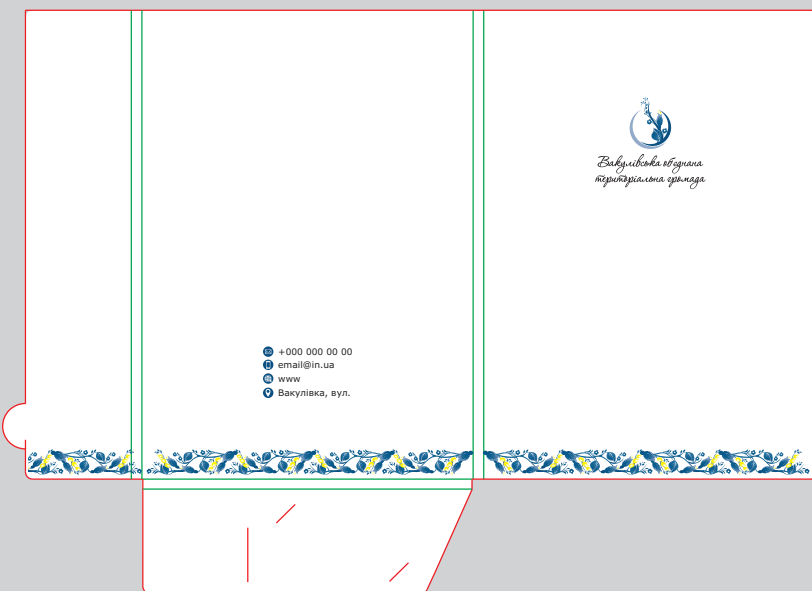 Вакулівська об'єднана
територіальна громада
+000 000 00 00
email@in.ua
www
Вакулівка, вул.